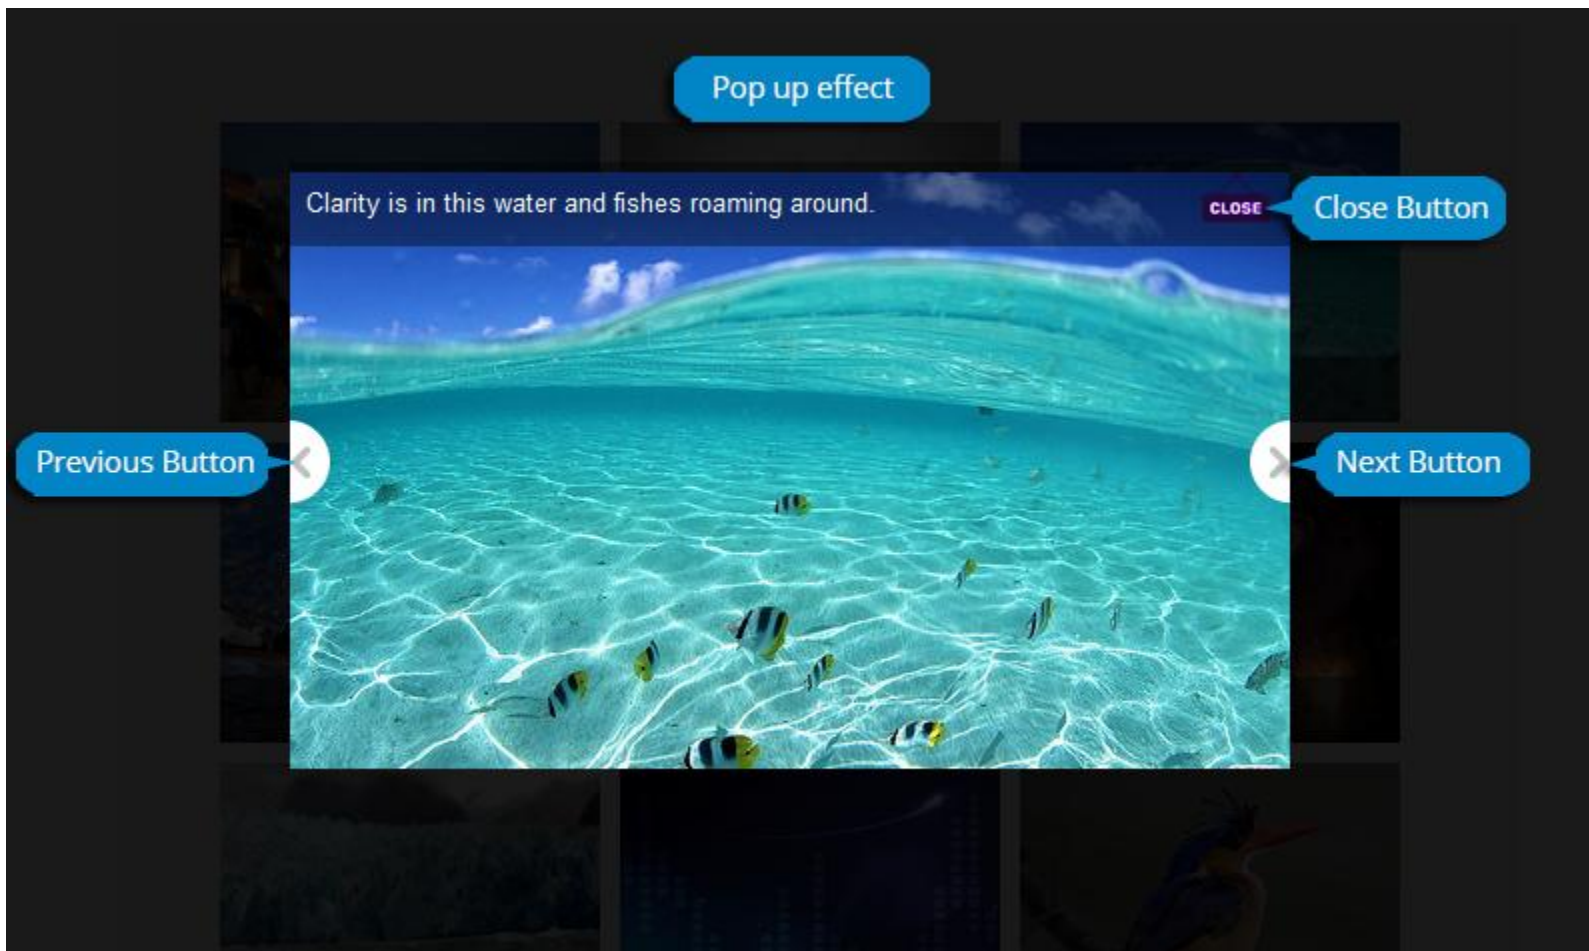 Pop up effect
Clarity is in this water and fishes roaming around.
CLOSE
Close Button
Previous Button
Next Button